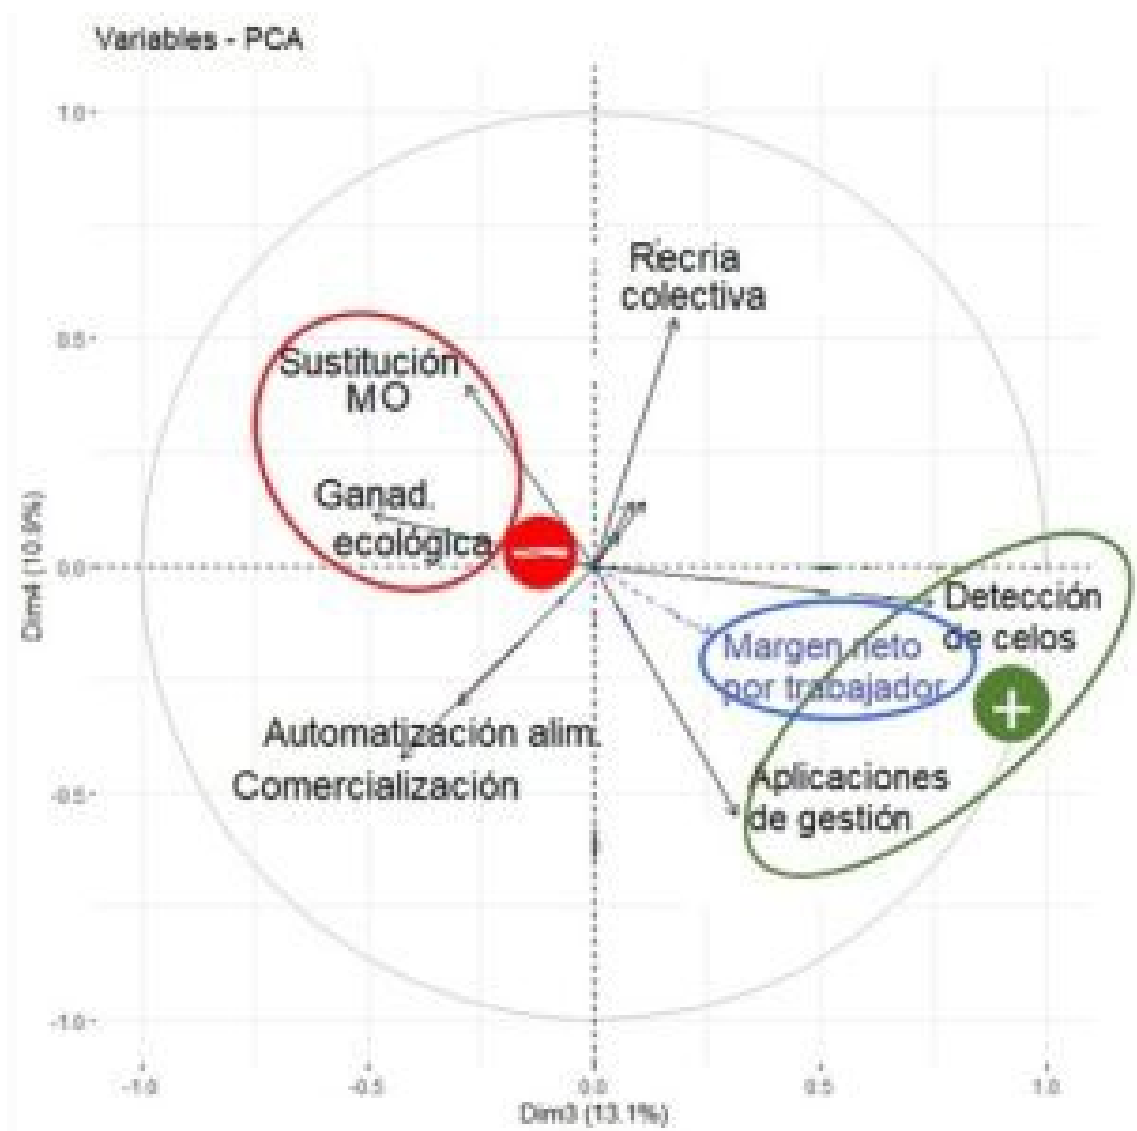 Variables - PCA
1.0
Recria
colectiva
0.5
Sustitución
MO
Ganad.
ecológica
0.0
Detección
de celos
Margen neto
por trabajador
+
Automatización alim.
Comercialización
Aplicaciones
de gestión
-0.5
-1.0
-1.0 -0.5 0.0 0.5 1.0
Dim3 (13.1%)